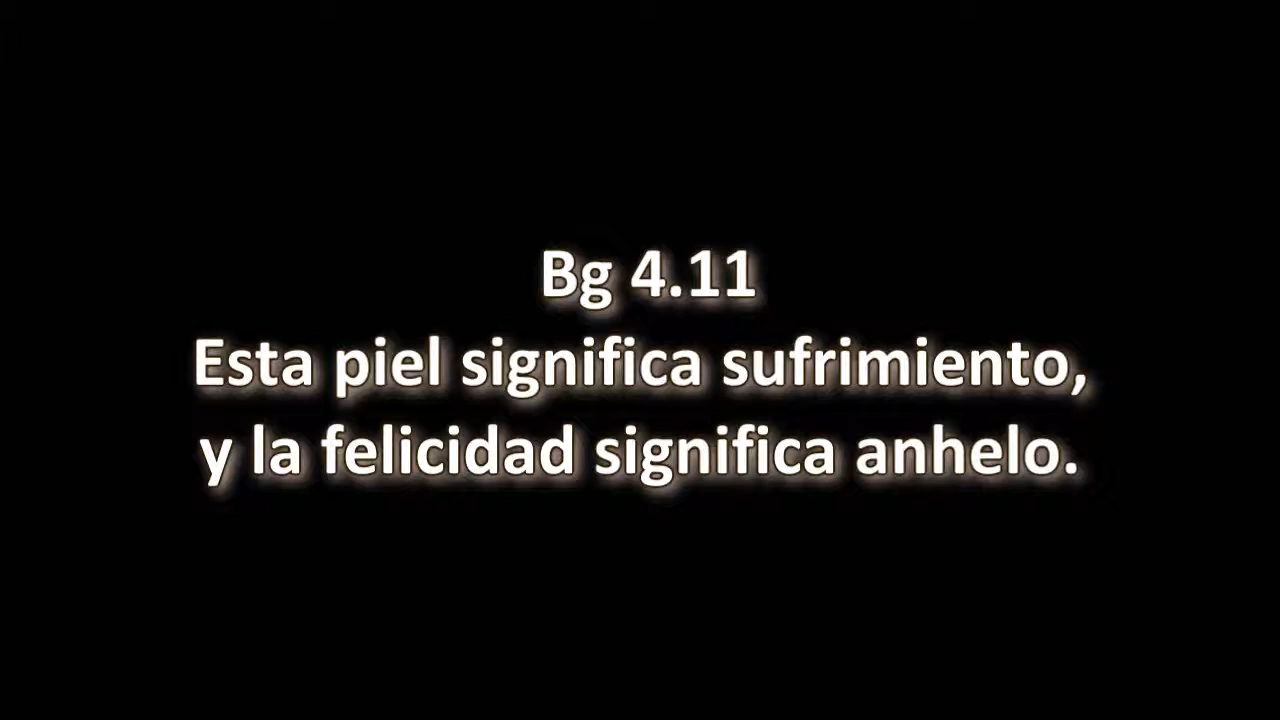 Bg 4.11
Esta piel significa sufrimiento,
y la felicidad significa anhelo.